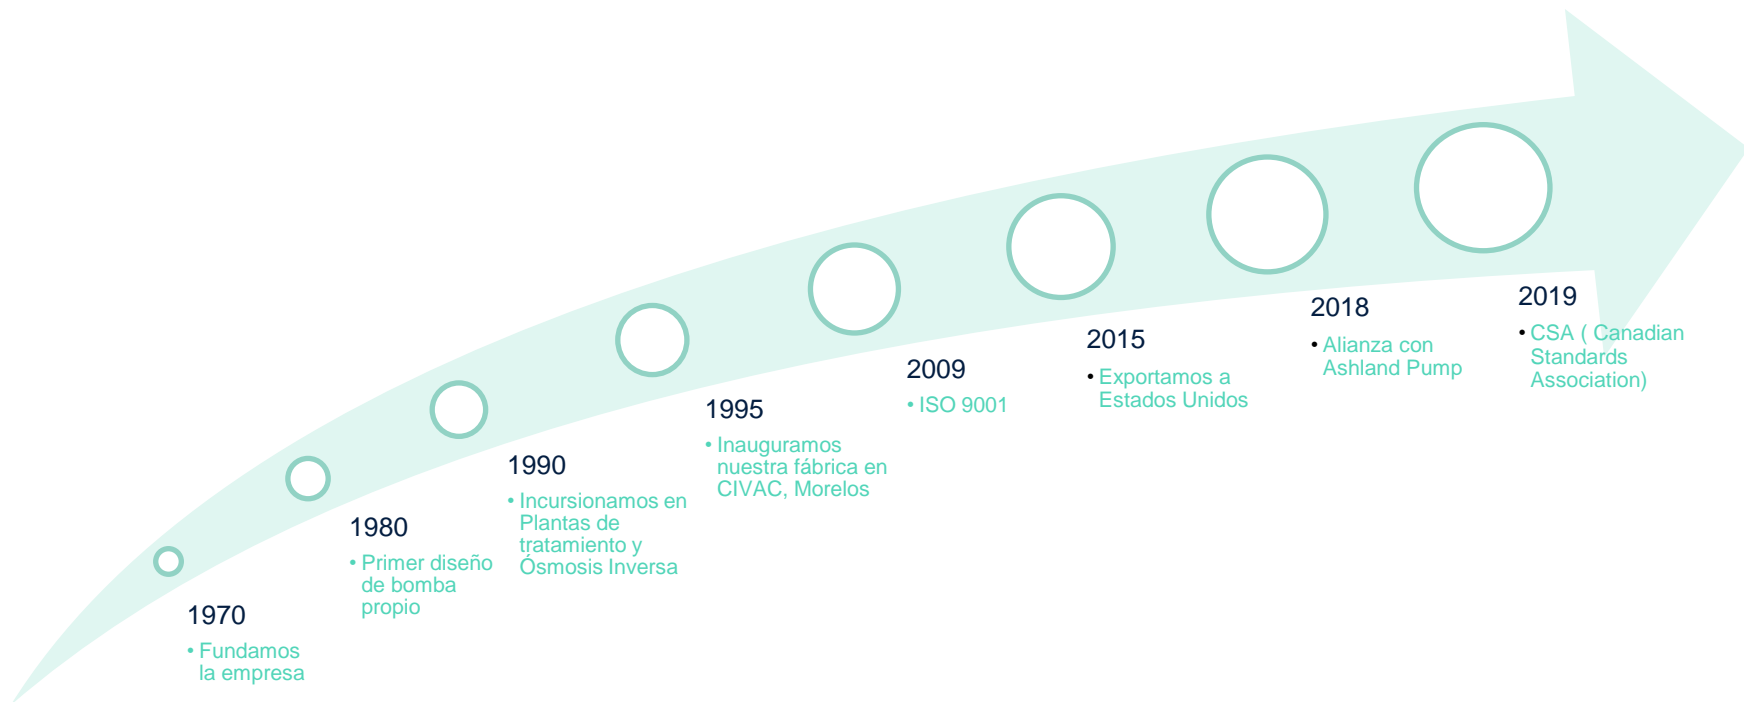 1970
• Fundamos
la empresa
1980
• Primer diseño
de bomba
propio
1990
• Incursionamos en
Plantas de
tratamiento y
Ósmosis Inversa
1995
• Inauguramos
nuestra fábrica en
CIVAC, Morelos
2009
• ISO 9001
2015
• Exportamos a
Estados Unidos
2018
• Alianza con
Ashland Pump
2019
• CSA ( Canadian
Standards
Association)